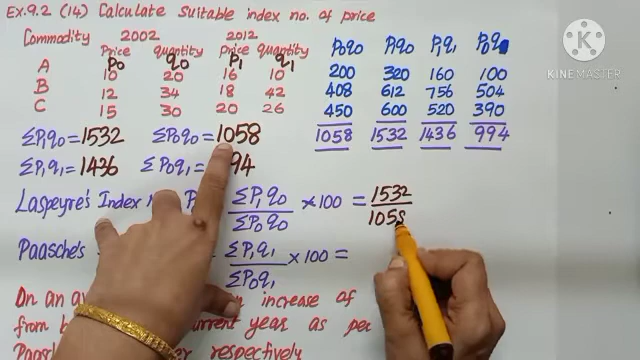 Ex.9.2 (14) Calculate suitable index no. of price
Commodity 2002 2012
Price quantity Price quantity P0q0 P1q0 P1q1 P0q1
P0 q0 P1 q1
A 10 20 16 10 200 320 160 100
B 12 34 18 42 408 612 756 504
C 15 30 20 26 450 600 520 390
ΣP1q0 = 1532 ΣP0q0 = 1058 1058 1532 1436 994
ΣP1q1 = 1436 ΣP0q1 = 94
Laspeyre's Index P ΣP1q0 / ΣP0q0 × 100 = 1532 / 1058
Paasche's = ΣP1q1 / ΣP0q1 × 100 =
On an increase of
from current year as per
Paas respectively
KINE MASTER